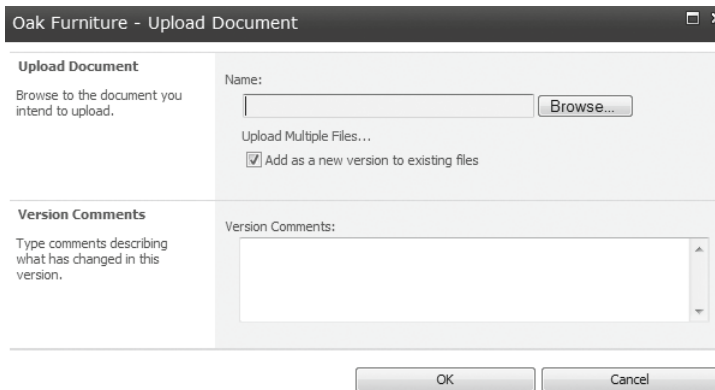 Oak Furniture - Upload Document
Upload Document
Browse to the document you
intend to upload.
Name:
Browse...
Upload Multiple Files...
Add as a new version to existing files
Version Comments
Type comments describing
what has changed in this
version.
Version Comments:
OK
Cancel